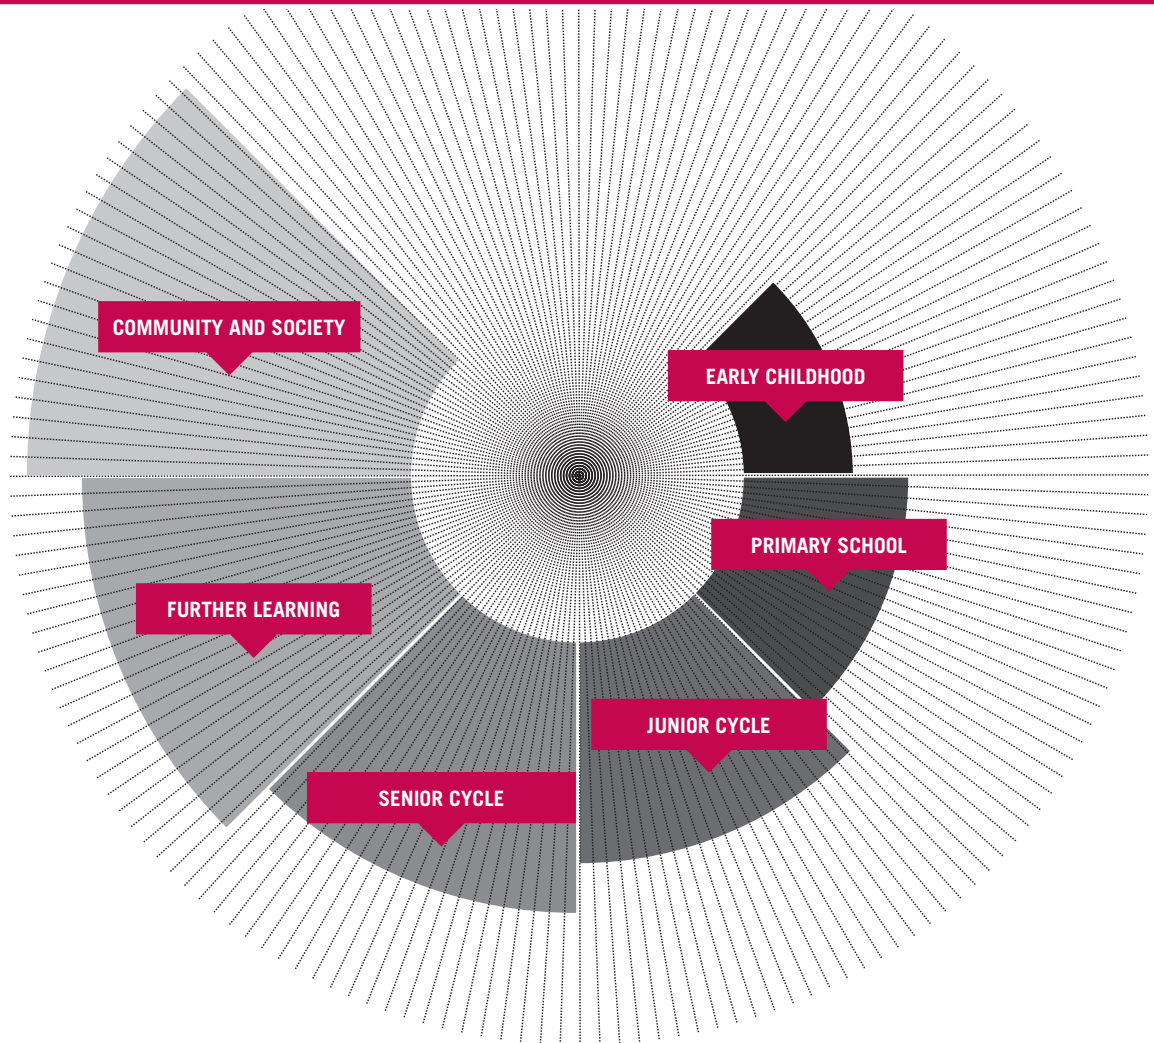 COMMUNITY AND SOCIETY
EARLY CHILDHOOD
PRIMARY SCHOOL
FURTHER LEARNING
JUNIOR CYCLE
SENIOR CYCLE